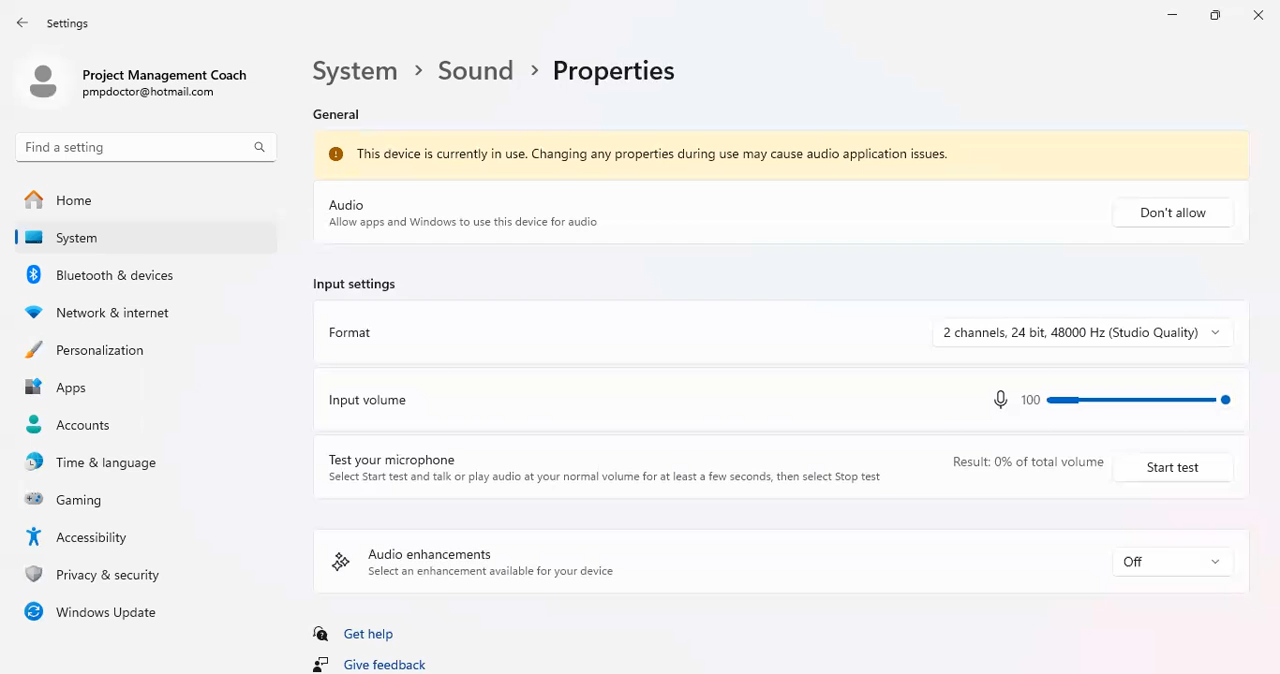 Settings
Project Management Coach
pmpdoctor@hotmail.com
Find a setting
Home
System
Bluetooth & devices
Network & internet
Personalization
Apps
Accounts
Time & language
Gaming
Accessibility
Privacy & security
Windows Update
System > Sound > Properties
General
This device is currently in use. Changing any properties during use may cause audio application issues.
Audio
Allow apps and Windows to use this device for audio
Don't allow
Input settings
Format
2 channels, 24 bit, 48000 Hz (Studio Quality)
Input volume
100
Test your microphone
Select Start test and talk or play audio at your normal volume for at least a few seconds, then select Stop test
Result: 0% of total volume
Start test
Audio enhancements
Select an enhancement available for your device
Off
Get help
Give feedback